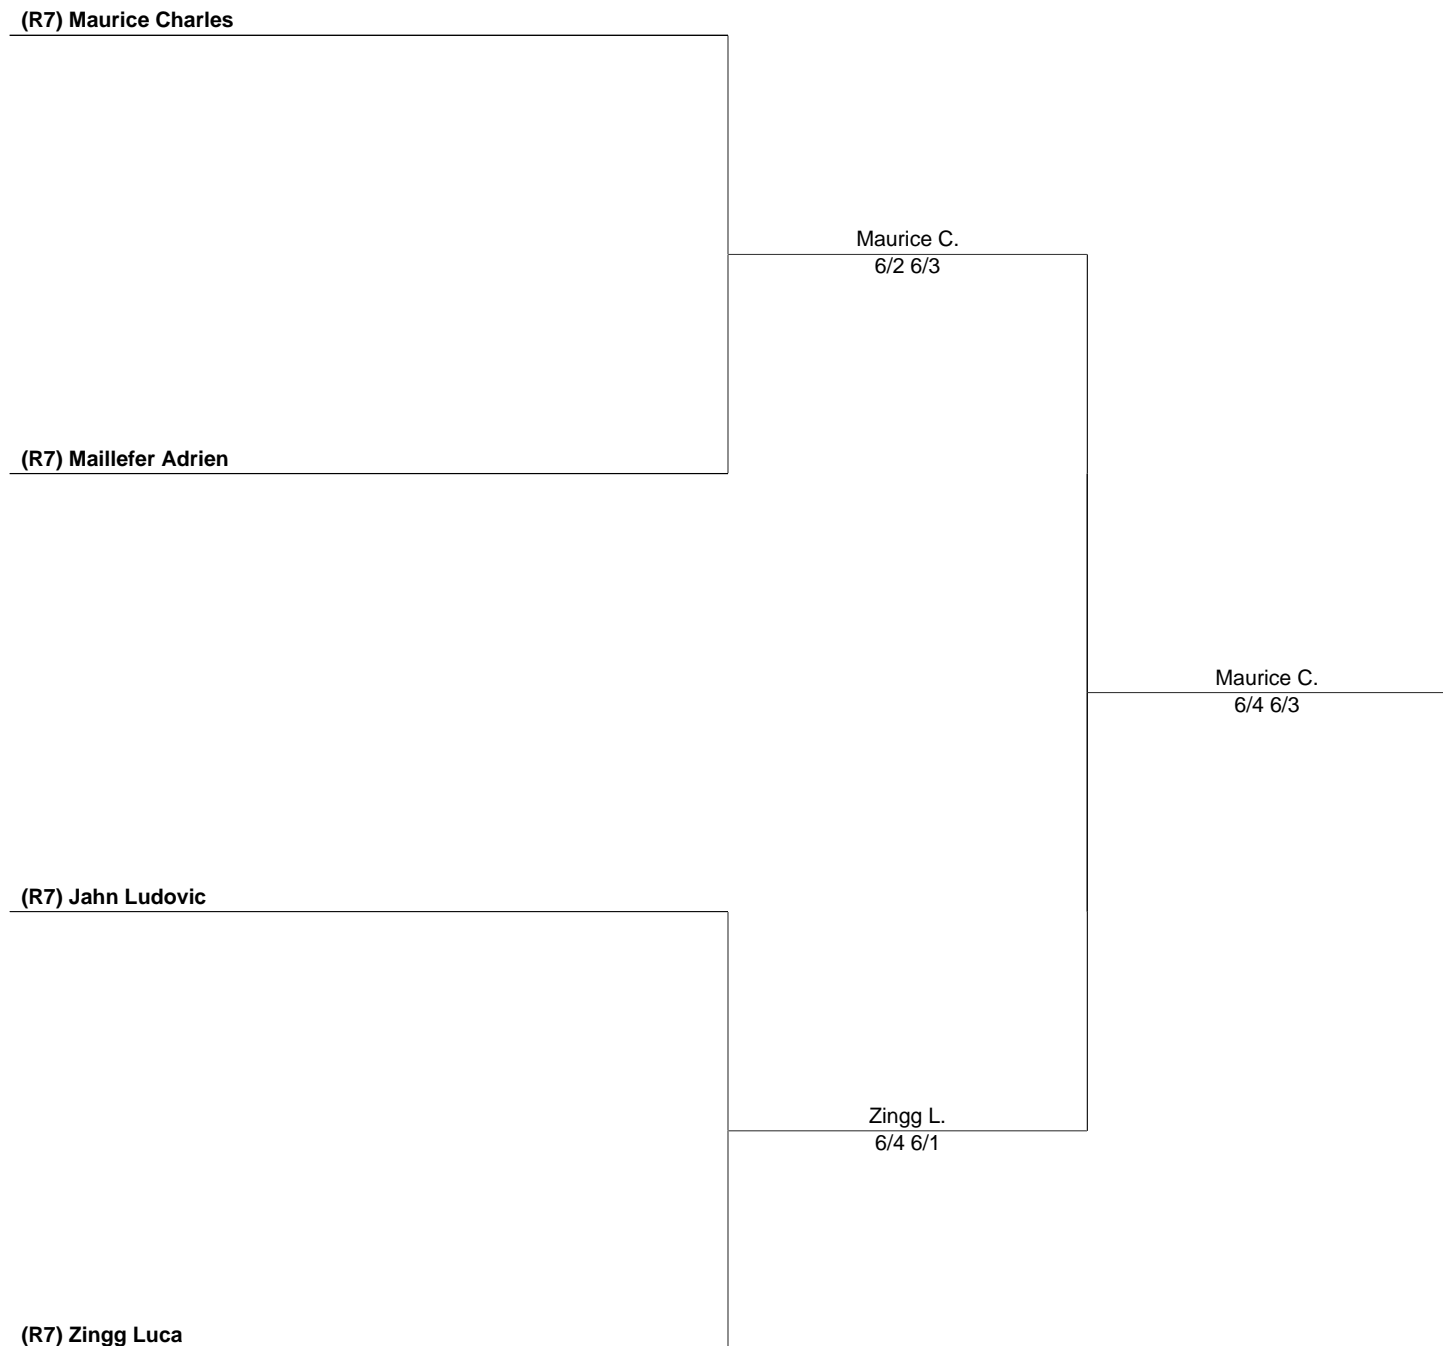 (R7) Maurice Charles
Maurice C.
6/2 6/3
(R7) Maillefer Adrien
Maurice C.
6/4 6/3
(R7) Jahn Ludovic
Zingg L.
6/4 6/1
(R7) Zingg Luca